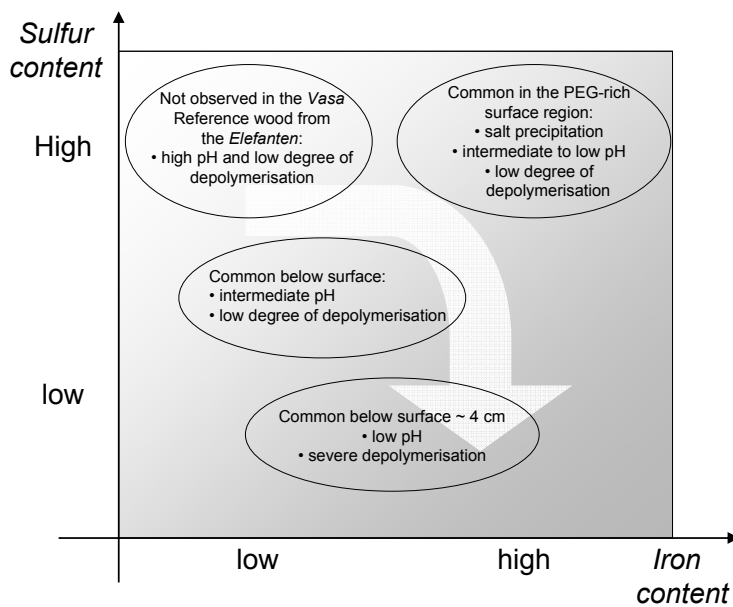 Sulfur
content
High
low
Not observed in the Vasa
Reference wood from
the Elefanten:
• high pH and low degree of
depolymerisation
Common in the PEG-rich
surface region:
• salt precipitation
• intermediate to low pH
• low degree of
depolymerisation
Common below surface:
• intermediate pH
• low degree of depolymerisation
Common below surface ~ 4 cm
• low pH
• severe depolymerisation
low
high
Iron
content